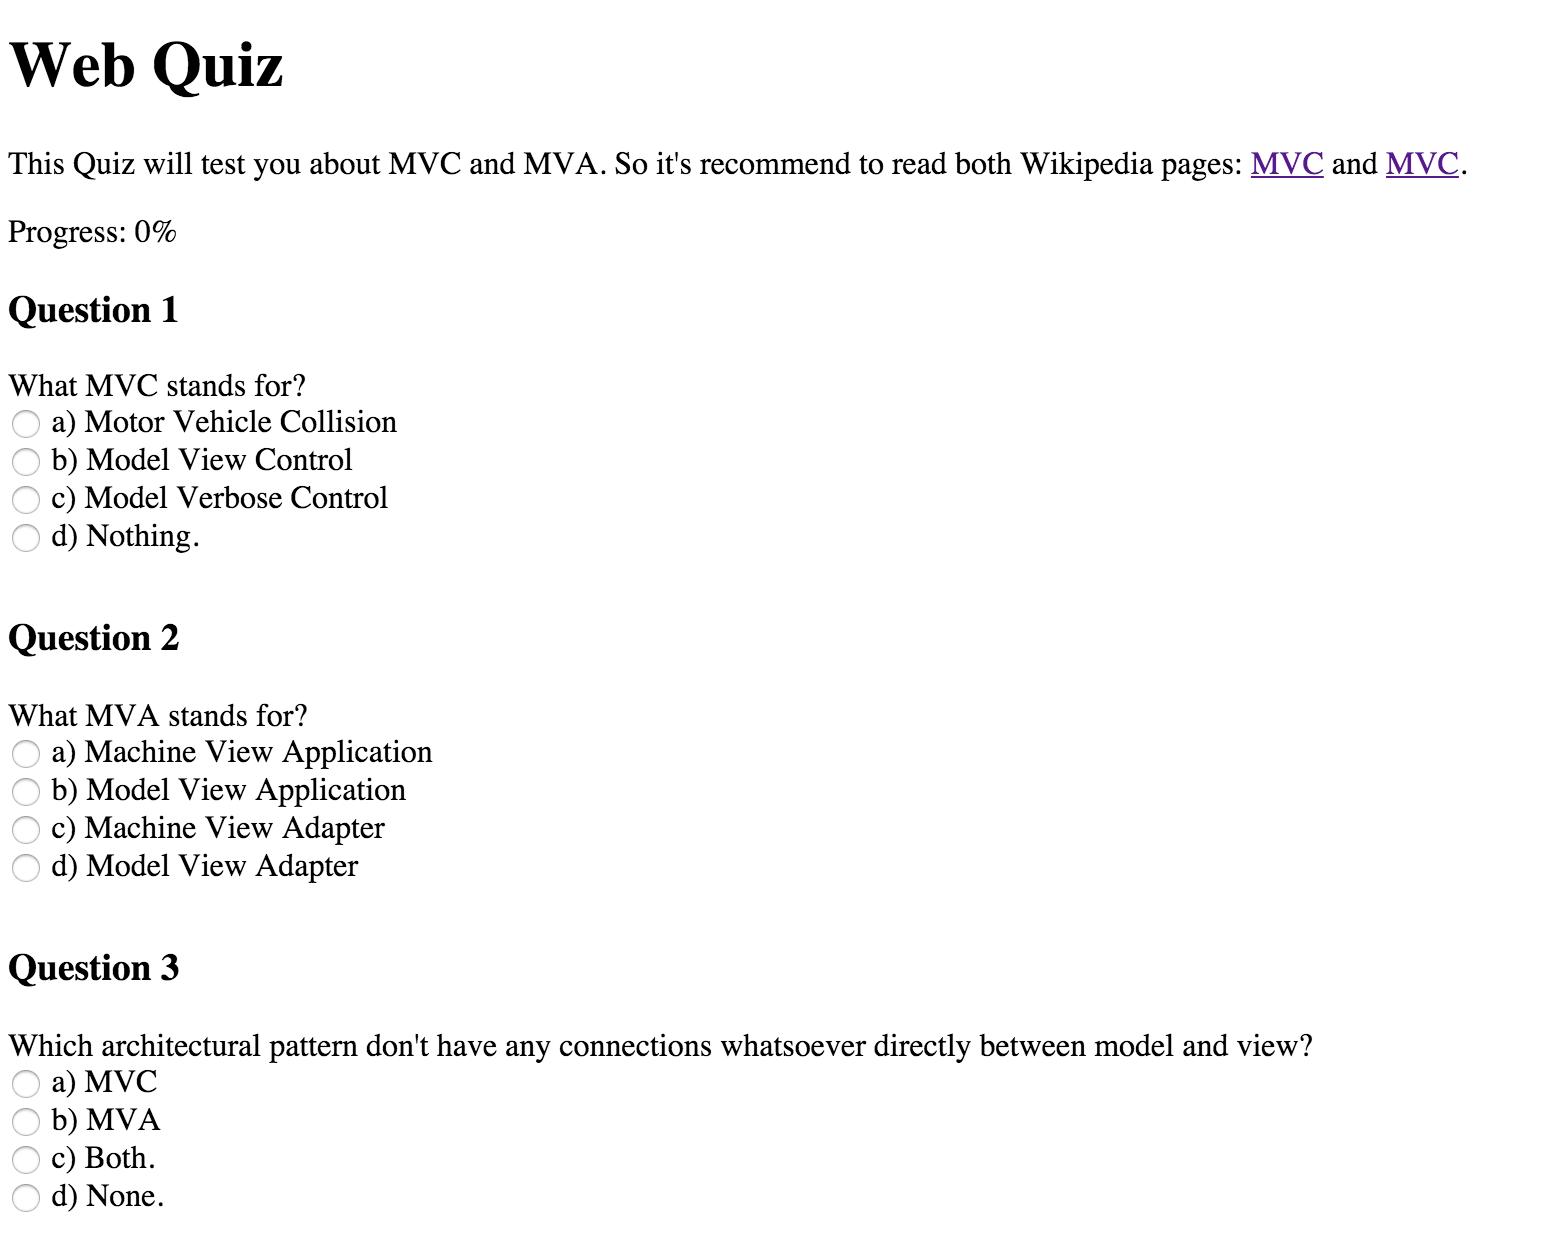 Web Quiz
This Quiz will test you about MVC and MVA. So it's recommend to read both Wikipedia pages: MVC and MVC.
Progress: 0%
Question 1
What MVC stands for?
a) Motor Vehicle Collision
b) Model View Control
c) Model Verbose Control
d) Nothing.
Question 2
What MVA stands for?
a) Machine View Application
b) Model View Application
c) Machine View Adapter
d) Model View Adapter
Question 3
Which architectural pattern don't have any connections whatsoever directly between model and view?
a) MVC
b) MVA
c) Both.
d) None.